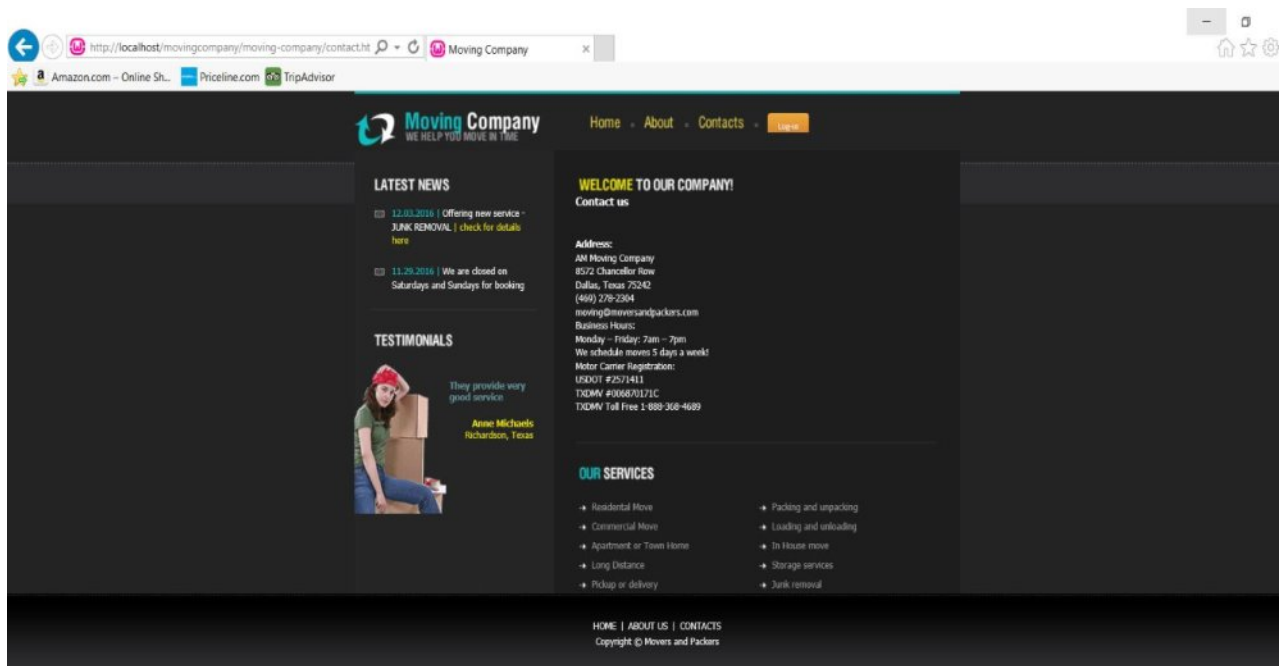 http://localhost/movingcompany/moving-company/contact.ht
Moving Company
Amazon.com – Online Sh...
Priceline.com
TripAdvisor
Moving Company
WE HELP YOU MOVE IN TIME
Home
About
Contacts
Log-in
LATEST NEWS
12.03.2016 | Offering new service -
JUNK REMOVAL | check for details
here
11.29.2016 | We are closed on
Saturdays and Sundays for booking
TESTIMONIALS
They provide very
good service
Anne Michaels
Richardson, Texas
WELCOME TO OUR COMPANY!
Contact us
Address:
AM Moving Company
8572 Chancellor Row
Dallas, Texas 75242
(469) 278-2304
moving@moversandpackers.com
Business Hours:
Monday – Friday: 7am – 7pm
We schedule moves 5 days a week!
Motor Carrier Registration:
USDOT #2571411
TXDMV #006870171C
TXDMV Toll Free 1-888-368-4689
OUR SERVICES
Residental Move
Commercial Move
Apartment or Town Home
Long Distance
Pickup or delivery
Packing and unpacking
Loading and unloading
In House move
Storage services
Junk removal
HOME | ABOUT US | CONTACTS
Copyright © Movers and Packers